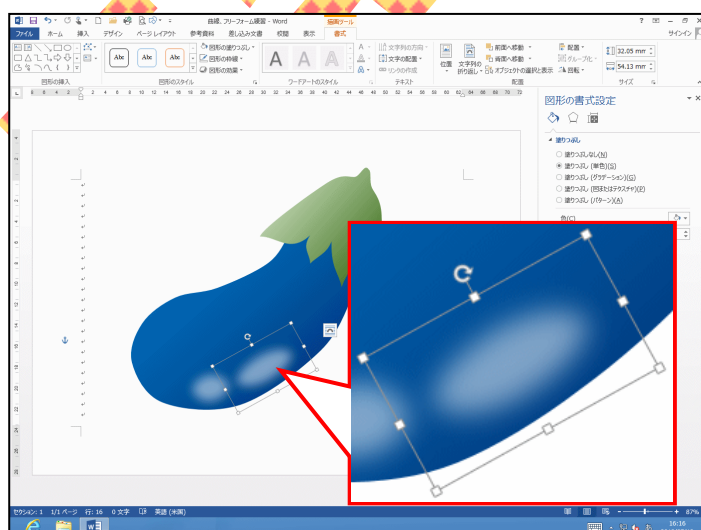 曲線、フリーフォーム練習 - Word
描画ツール
サインイン
ファイル ホーム 挿入 デザイン ページ レイアウト 参考資料 差し込み文書 校閲 表示 書式
図形の塗りつぶし
図形の枠線
図形の効果
Abc Abc Abc
A A A
文字列の方向
文字の配置
リンクの作成
位置
文字列の折り返し
前面へ移動
背面へ移動
オブジェクトの選択と表示
配置
グループ化
回転
32.05 mm
54.13 mm
図形の挿入 図形のスタイル ワードアートのスタイル テキスト 配置 サイズ
図形の書式設定
塗りつぶし
塗りつぶしなし(N)
塗りつぶし (単色)(S)
塗りつぶし (グラデーション)(G)
塗りつぶし (図またはテクスチャ)(E)
塗りつぶし (パターン)(A)
色(C)
セクション: 1 1/1 ページ 行: 16 0 文字 英語 (米国)
87%
16:16